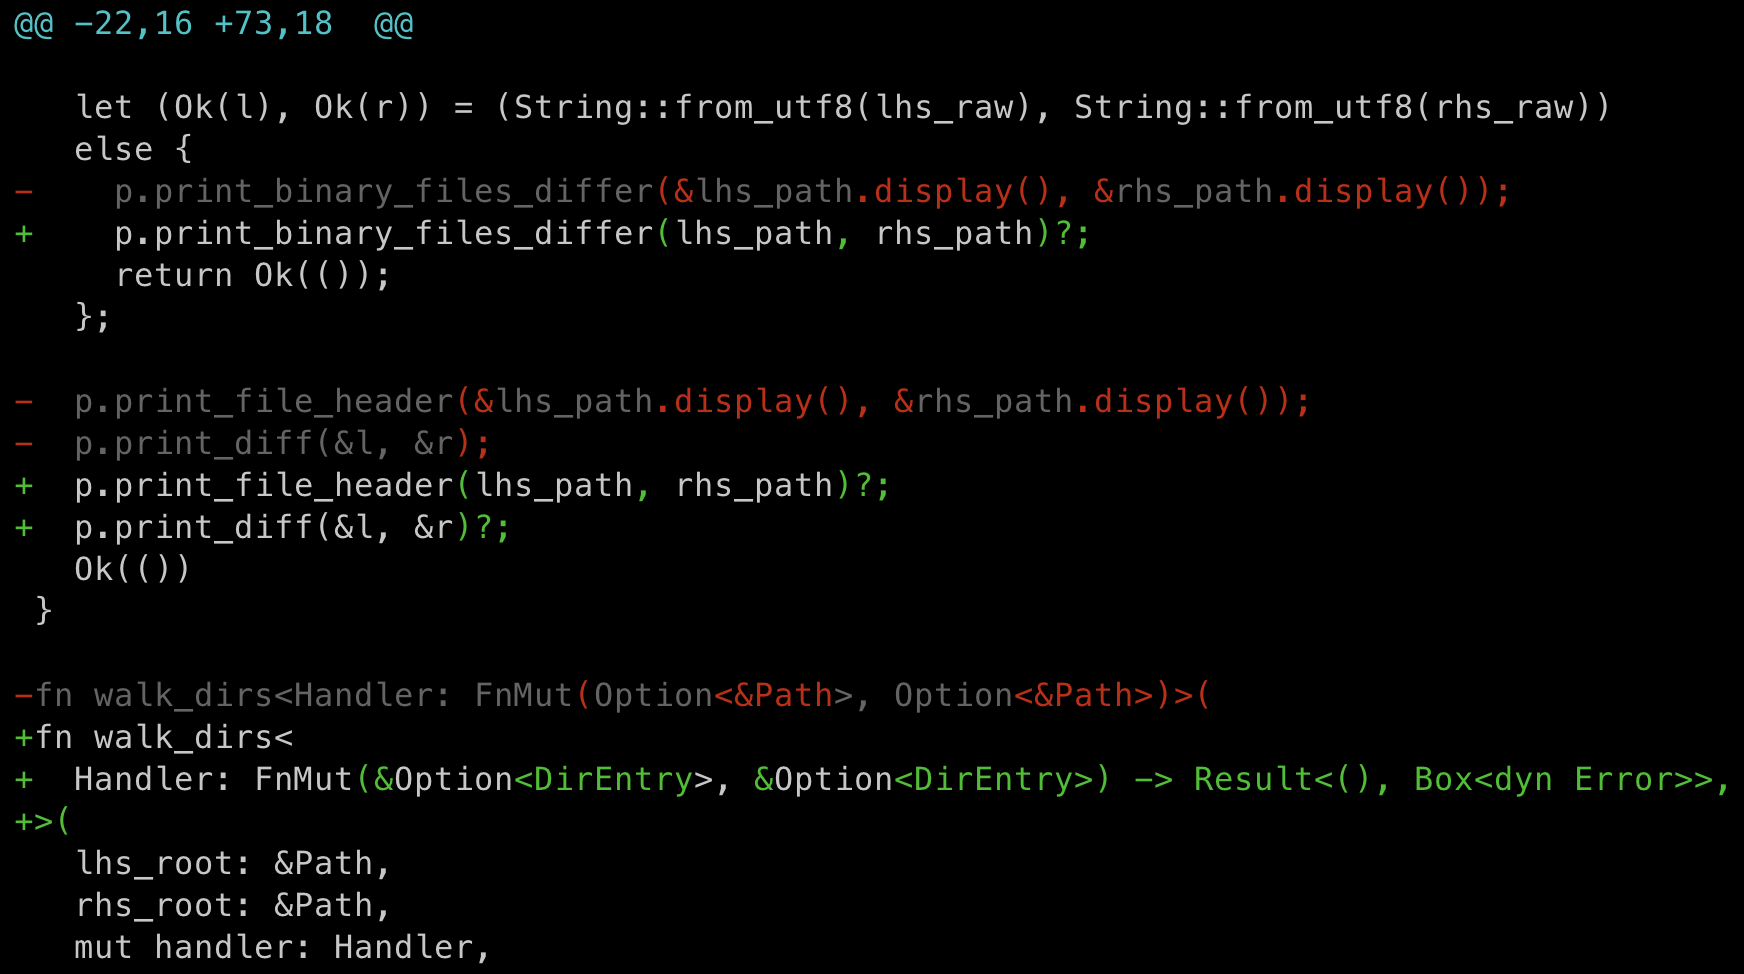 @@ -22,16 +73,18  @@

   let (Ok(l), Ok(r)) = (String::from_utf8(lhs_raw), String::from_utf8(rhs_raw))
   else {
-    p.print_binary_files_differ(&lhs_path.display(), &rhs_path.display());
+    p.print_binary_files_differ(lhs_path, rhs_path)?;
     return Ok(());
   };

-  p.print_file_header(&lhs_path.display(), &rhs_path.display());
-  p.print_diff(&l, &r);
+  p.print_file_header(lhs_path, rhs_path)?;
+  p.print_diff(&l, &r)?;
   Ok(())
 }

-fn walk_dirs<Handler: FnMut(Option<&Path>, Option<&Path>)>(
+fn walk_dirs<
+  Handler: FnMut(&Option<DirEntry>, &Option<DirEntry>) -> Result<(), Box<dyn Error>>,
+>(
   lhs_root: &Path,
   rhs_root: &Path,
   mut handler: Handler,